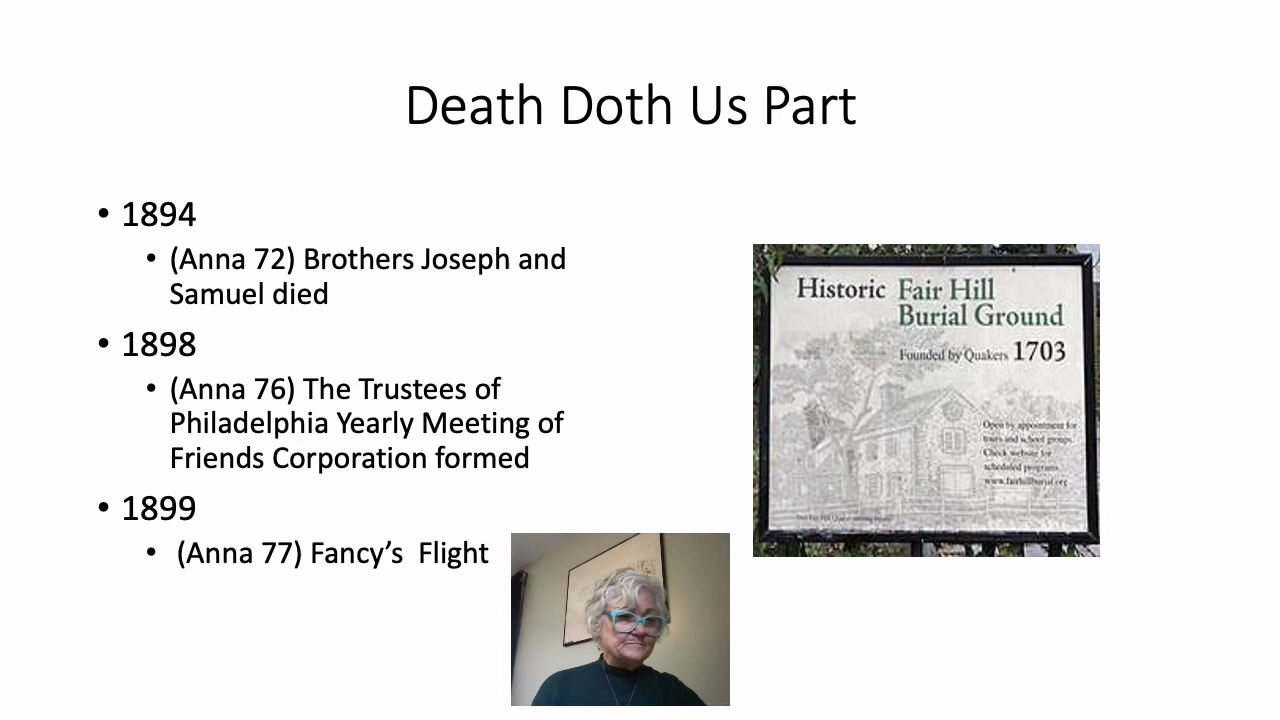 Death Doth Us Part
• 1894
• (Anna 72) Brothers Joseph and
Samuel died
• 1898
• (Anna 76) The Trustees of
Philadelphia Yearly Meeting of
Friends Corporation formed
• 1899
• (Anna 77) Fancy’s Flight
Historic Fair Hill
Burial Ground
Founded by Quakers 1703
Open by appointment for
tours and school groups.
Check website for
scheduled programs.
www.fairhillburial.org